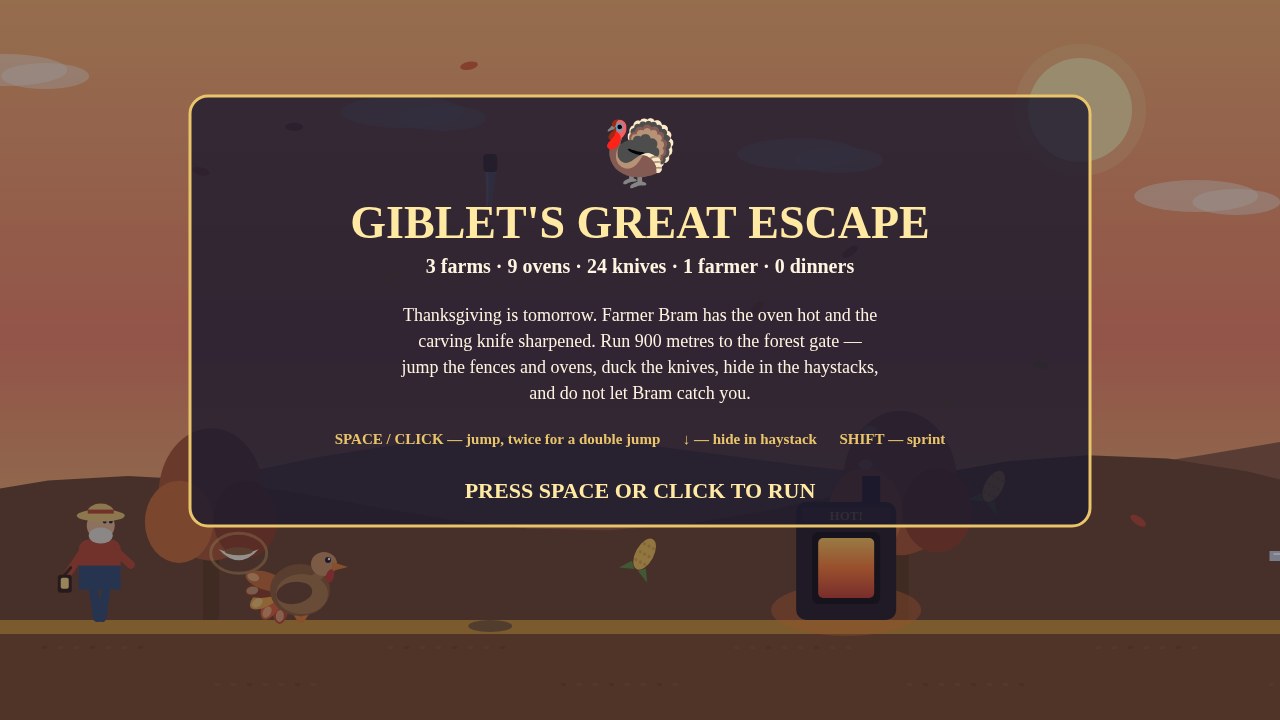 GIBLET'S GREAT ESCAPE
3 farms · 9 ovens · 24 knives · 1 farmer · 0 dinners
Thanksgiving is tomorrow. Farmer Bram has the oven hot and the
carving knife sharpened. Run 900 metres to the forest gate —
jump the fences and ovens, duck the knives, hide in the haystacks,
and do not let Bram catch you.
SPACE / CLICK — jump, twice for a double jump ↓ — hide in haystack SHIFT — sprint
PRESS SPACE OR CLICK TO RUN
HOT!